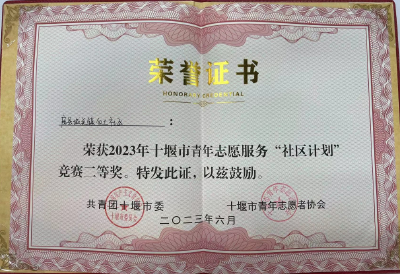 荣誉证书
HONORARY CREDENTIAL
：
荣获2023年十堰市青年志愿服务“社区计划”
竞赛二等奖。特发此证，以兹鼓励。
共青团十堰市委
十堰市青年志愿者协会
二〇二三年六月